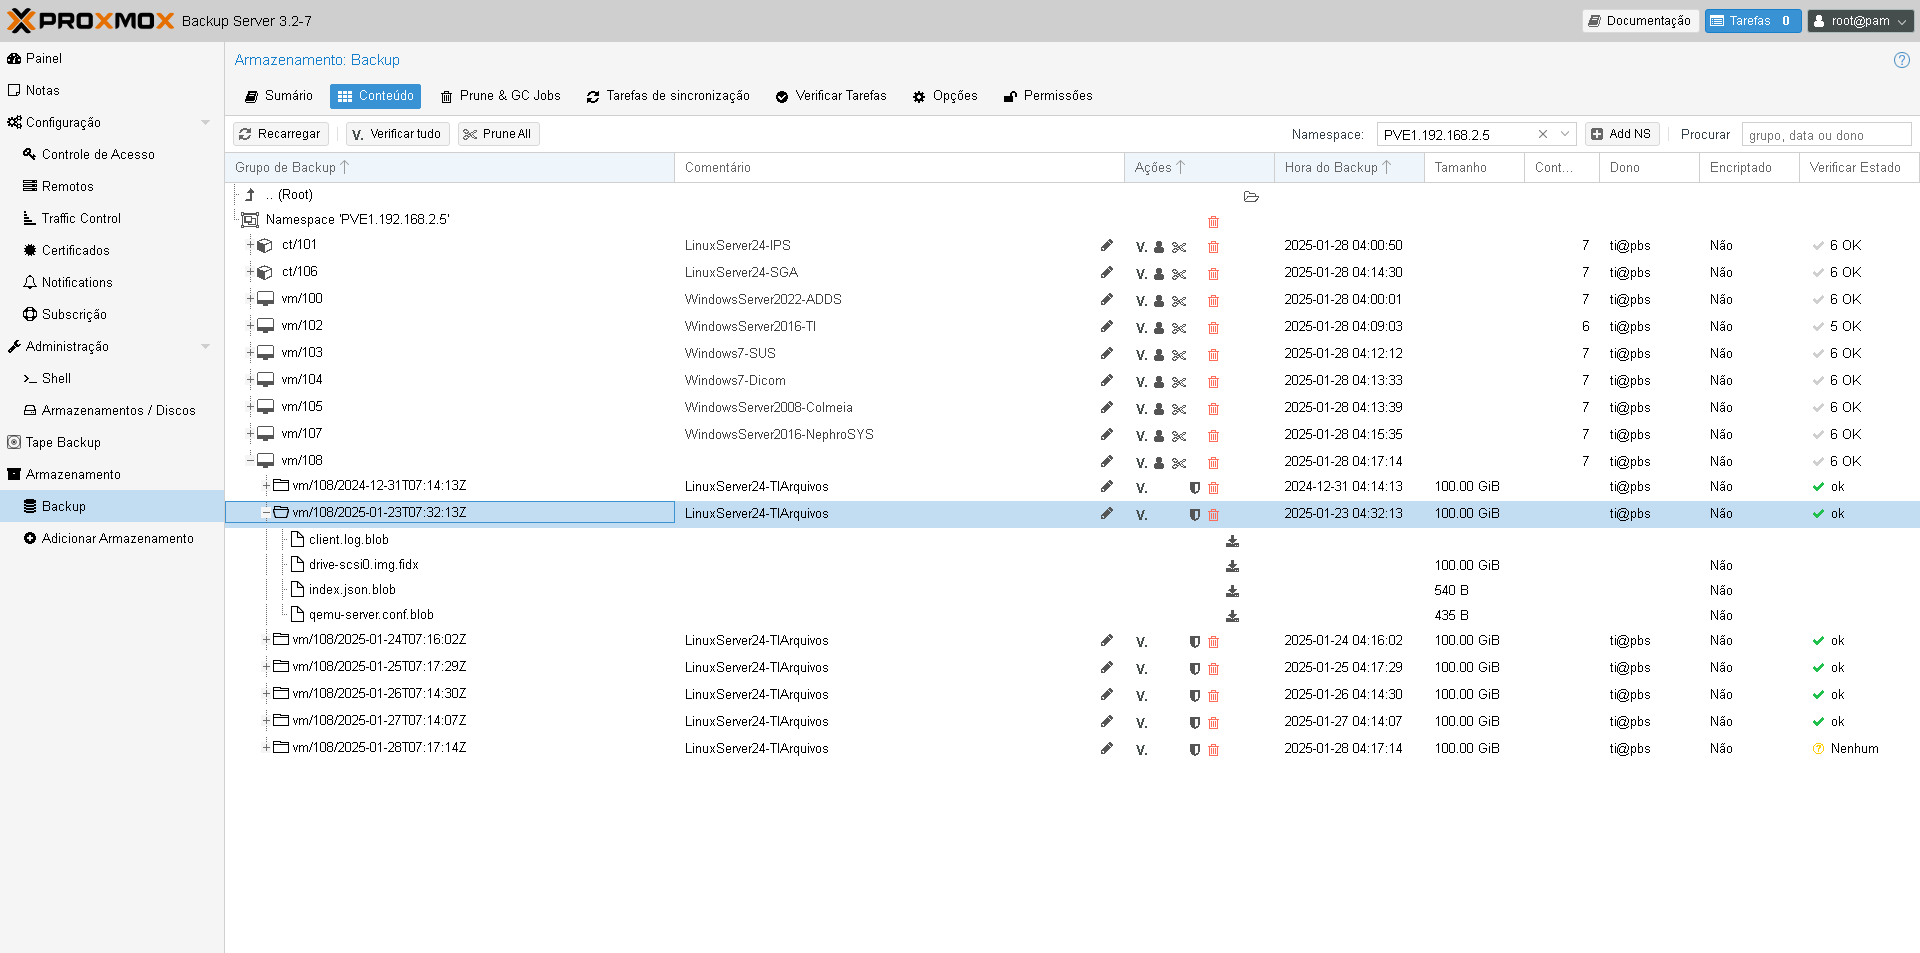 PROXMOX Backup Server 3.2-7
Documentação
Tarefas 0
root@pam
Painel
Notas
Configuração
Controle de Acesso
Remotos
Traffic Control
Certificados
Notifications
Subscrição
Administração
Shell
Armazenamentos / Discos
Tape Backup
Armazenamento
Backup
Adicionar Armazenamento
Armazenamento: Backup
Sumário Conteúdo Prune & GC Jobs Tarefas de sincronização Verificar Tarefas Opções Permissões
Recarregar V. Verificar tudo Prune All Namespace: PVE1.192.168.2.5 Add NS Procurar grupo, data ou dono
Grupo de Backup Comentário Ações Hora do Backup Tamanho Cont... Dono Encriptado Verificar Estado
.. (Root)
Namespace 'PVE1.192.168.2.5'
ct/101 LinuxServer24-IPS V. 2025-01-28 04:00:50 7 ti@pbs Não 6 OK
ct/106 LinuxServer24-SGA V. 2025-01-28 04:14:30 7 ti@pbs Não 6 OK
vm/100 WindowsServer2022-ADDS V. 2025-01-28 04:00:01 7 ti@pbs Não 6 OK
vm/102 WindowsServer2016-TI V. 2025-01-28 04:09:03 6 ti@pbs Não 5 OK
vm/103 Windows7-SUS V. 2025-01-28 04:12:12 7 ti@pbs Não 6 OK
vm/104 Windows7-Dicom V. 2025-01-28 04:13:33 7 ti@pbs Não 6 OK
vm/105 WindowsServer2008-Colmeia V. 2025-01-28 04:13:39 7 ti@pbs Não 6 OK
vm/107 WindowsServer2016-NephroSYS V. 2025-01-28 04:15:35 7 ti@pbs Não 6 OK
vm/108 V. 2025-01-28 04:17:14 7 ti@pbs Não 6 OK
vm/108/2024-12-31T07:14:13Z LinuxServer24-TIArquivos V. 2024-12-31 04:14:13 100.00 GiB ti@pbs Não ok
vm/108/2025-01-23T07:32:13Z LinuxServer24-TIArquivos V. 2025-01-23 04:32:13 100.00 GiB ti@pbs Não ok
client.log.blob
drive-scsi0.img.fidx 100.00 GiB Não
index.json.blob 540 B Não
qemu-server.conf.blob 435 B Não
vm/108/2025-01-24T07:16:02Z LinuxServer24-TIArquivos V. 2025-01-24 04:16:02 100.00 GiB ti@pbs Não ok
vm/108/2025-01-25T07:17:29Z LinuxServer24-TIArquivos V. 2025-01-25 04:17:29 100.00 GiB ti@pbs Não ok
vm/108/2025-01-26T07:14:30Z LinuxServer24-TIArquivos V. 2025-01-26 04:14:30 100.00 GiB ti@pbs Não ok
vm/108/2025-01-27T07:14:07Z LinuxServer24-TIArquivos V. 2025-01-27 04:14:07 100.00 GiB ti@pbs Não ok
vm/108/2025-01-28T07:17:14Z LinuxServer24-TIArquivos V. 2025-01-28 04:17:14 100.00 GiB ti@pbs Não Nenhum